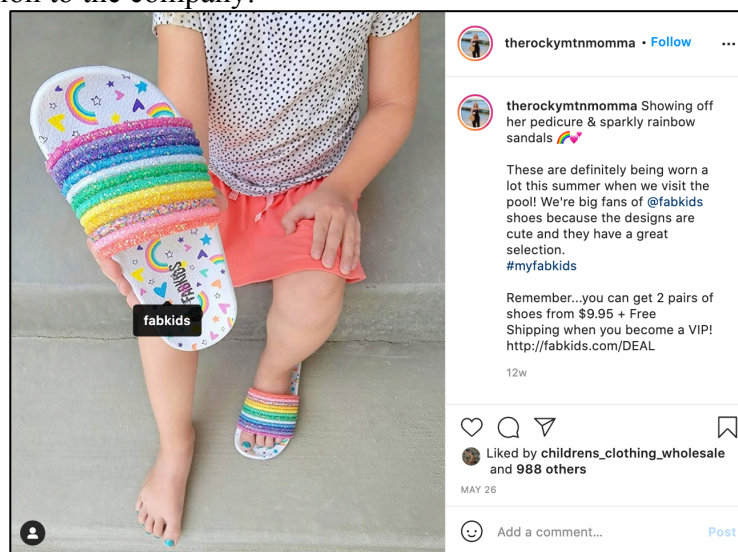 ion to the company?
therockymtnmomma • Follow
therockymtnmomma Showing off
her pedicure & sparkly rainbow
sandals 🌈💕
These are definitely being worn a
lot this summer when we visit the
pool! We're big fans of @fabkids
shoes because the designs are
cute and they have a great
selection.
#myfabkids
Remember...you can get 2 pairs of
shoes from $9.95 + Free
Shipping when you become a VIP!
http://fabkids.com/DEAL
12w
FABKIDS
fabkids
Liked by childrens_clothing_wholesale
and 988 others
MAY 26
Add a comment...
Post